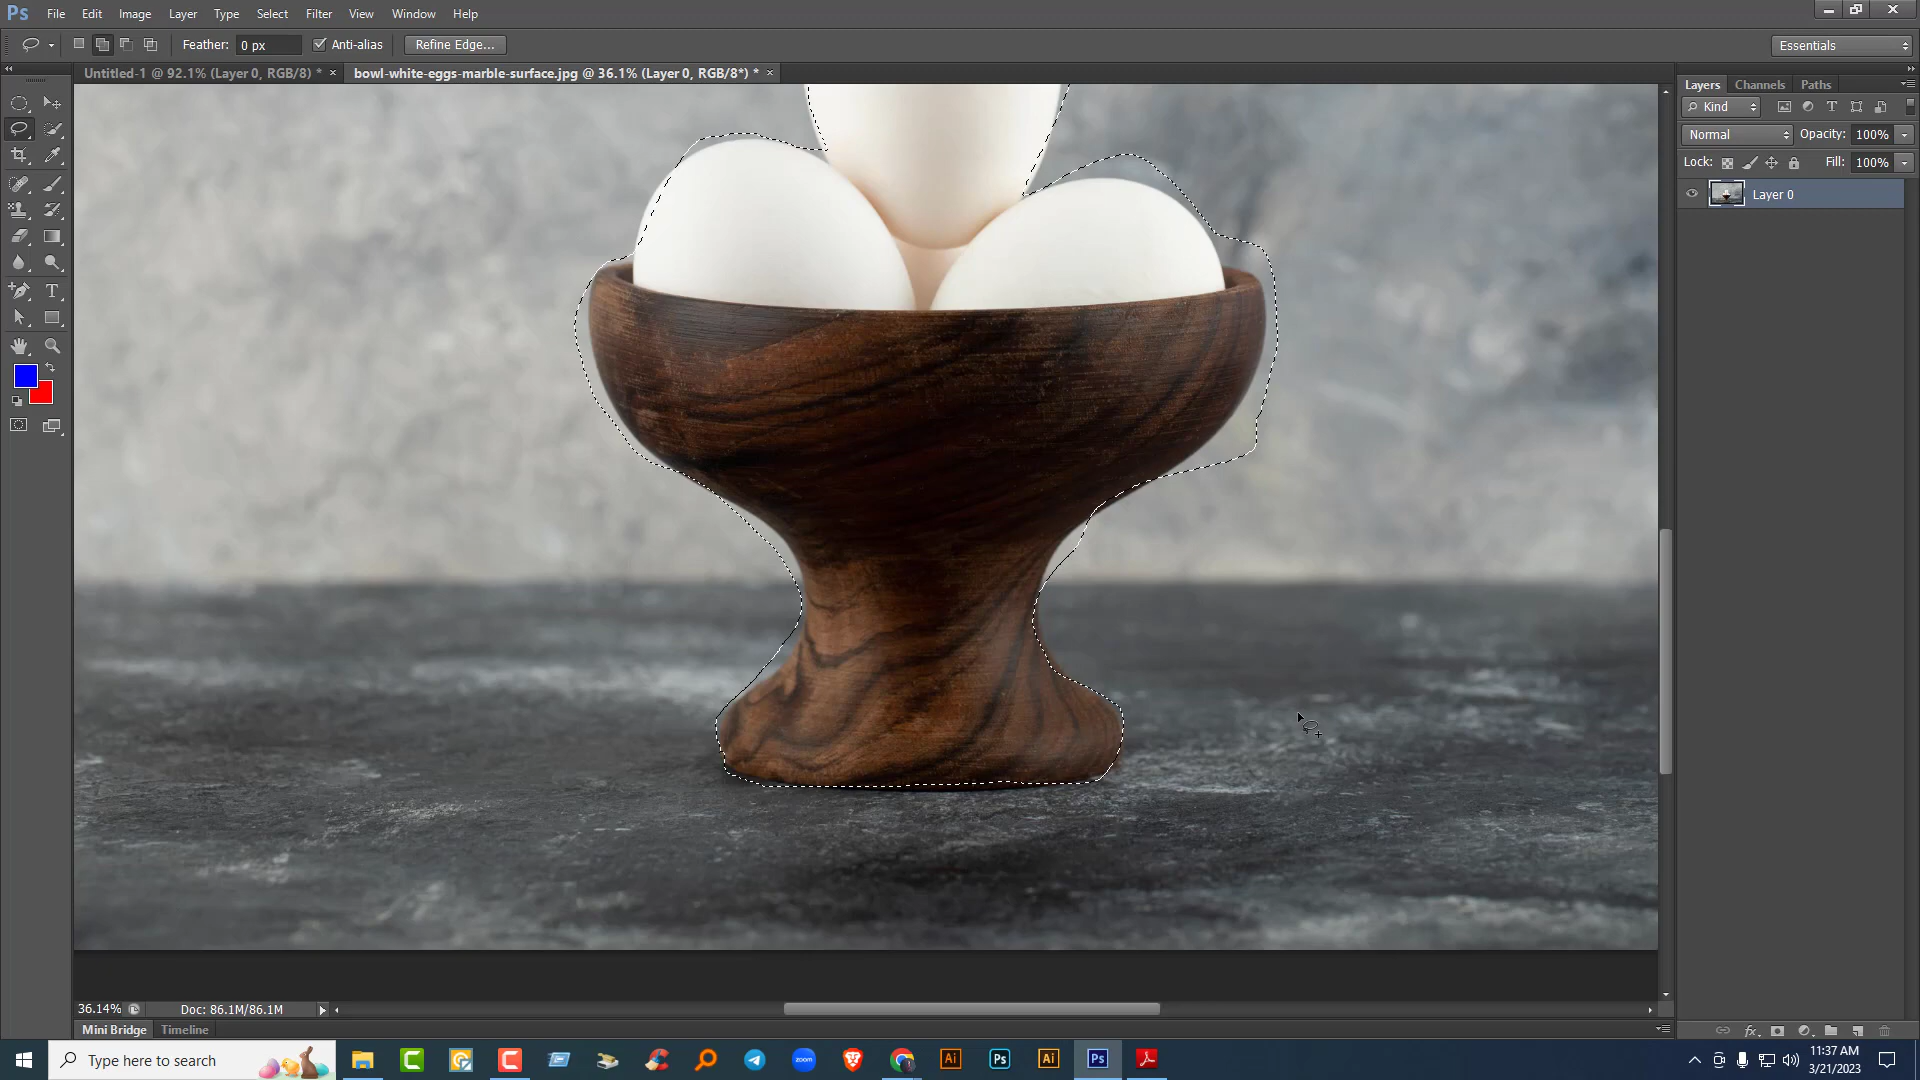 Ps File Edit Image Layer Type Select Filter View Window Help
Feather: 0 px Anti-alias Refine Edge... Essentials
Untitled-1 @ 92.1% (Layer 0, RGB/8) * × bowl-white-eggs-marble-surface.jpg @ 36.1% (Layer 0, RGB/8*) * ×
Layers Channels Paths
Kind
Normal Opacity: 100%
Lock: Fill: 100%
Layer 0
36.14% Doc: 86.1M/86.1M
Mini Bridge Timeline
Type here to search
zoom Ai Ps Ai Ps
11:37 AM
3/21/2023